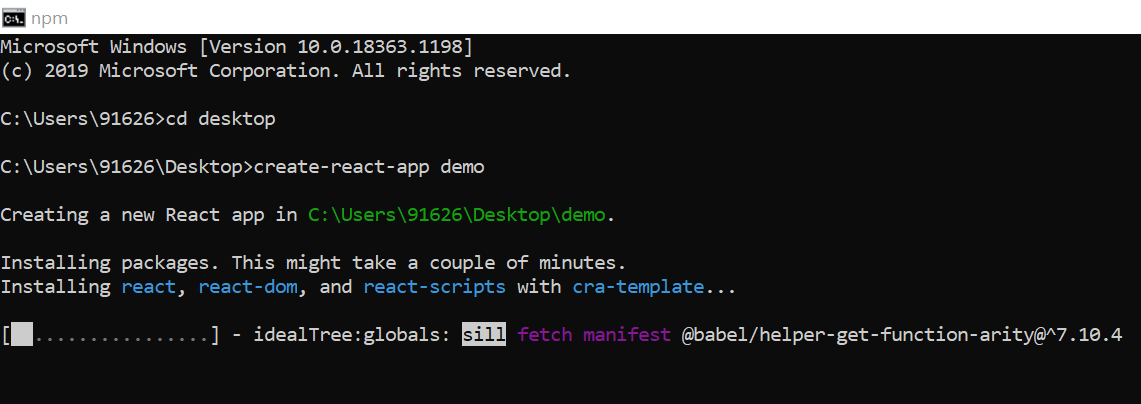 npm
Microsoft Windows [Version 10.0.18363.1198]
(c) 2019 Microsoft Corporation. All rights reserved.
C:\Users\91626>cd desktop
C:\Users\91626\Desktop>create-react-app demo
Creating a new React app in C:\Users\91626\Desktop\demo.
Installing packages. This might take a couple of minutes.
Installing react, react-dom, and react-scripts with cra-template...
[  ................] - idealTree:globals: sill fetch manifest @babel/helper-get-function-arity@^7.10.4